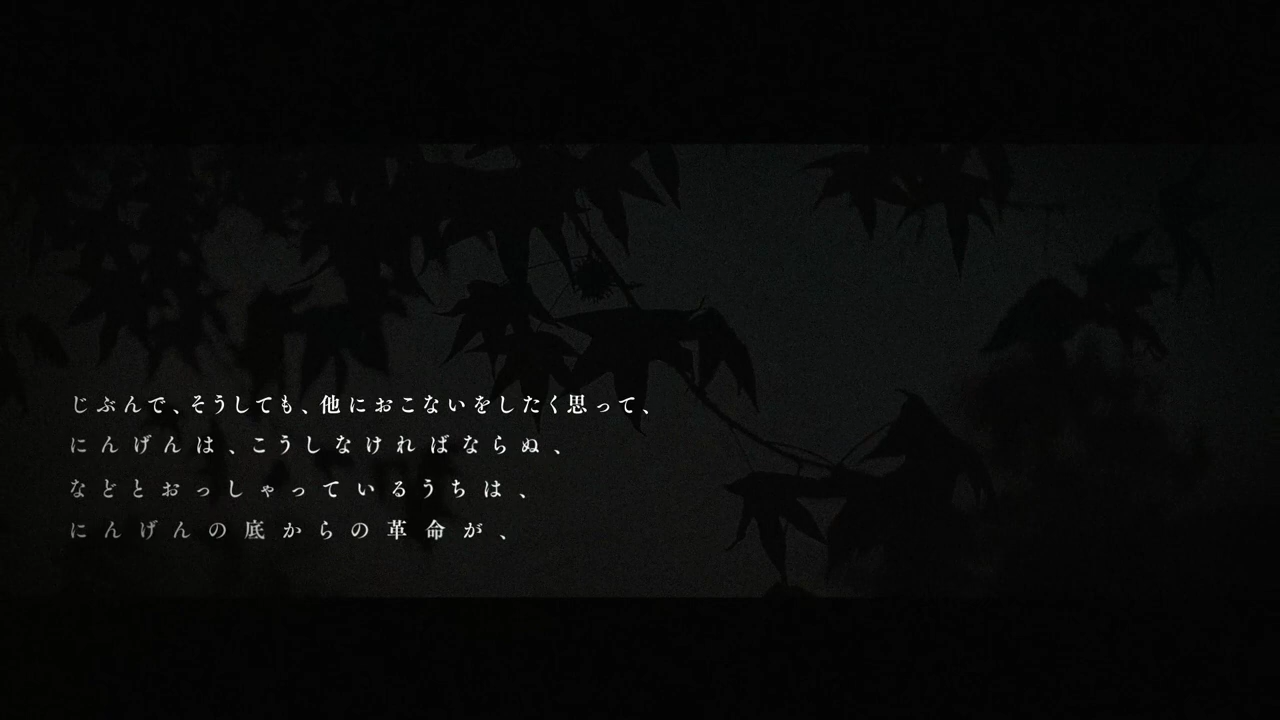 じぶんで、そうしても、他におこないをしたく思って、
にんげんは、こうしなければならぬ、
などとおっしゃっているうちは、
にんげんの底からの革命が、